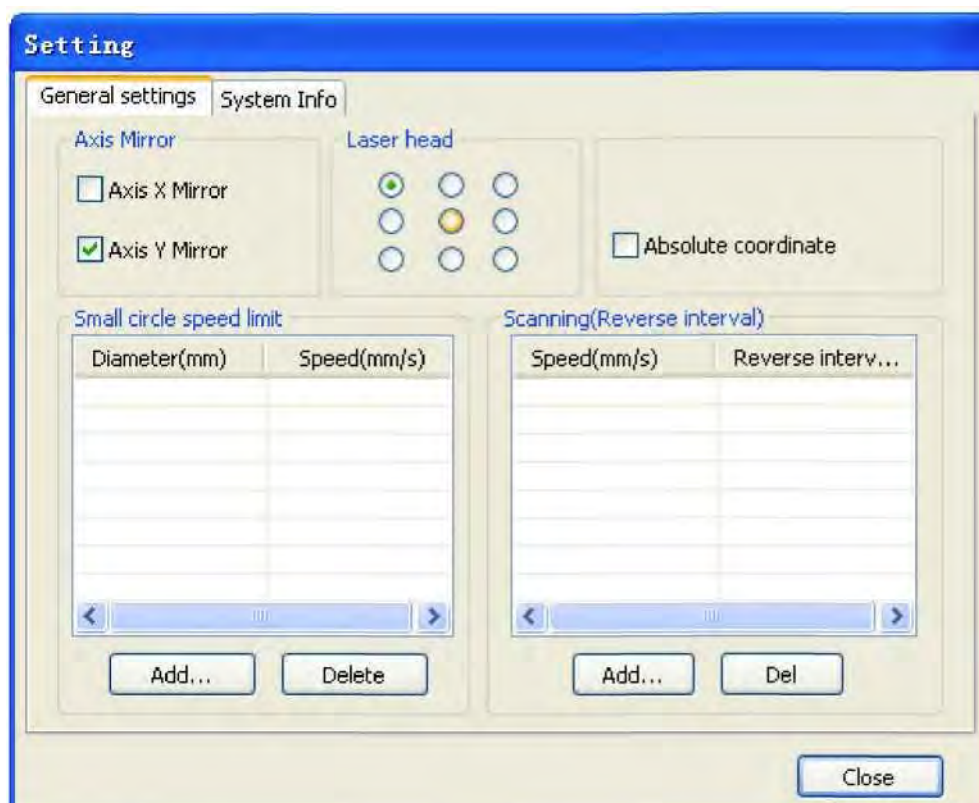 Setting
General settings System Info
Axis Mirror Laser head
Axis X Mirror
Axis Y Mirror Absolute coordinate
Small circle speed limit Scanning(Reverse interval)
Diameter(mm) Speed(mm/s) Speed(mm/s) Reverse interv...
Add... Delete Add... Del
Close